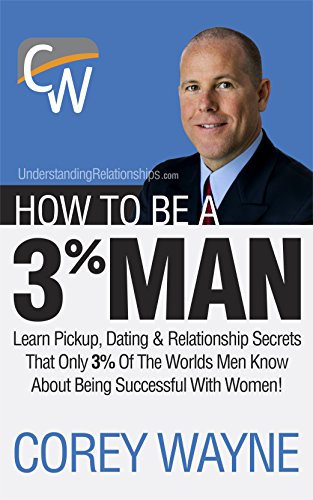 CW
UnderstandingRelationships.com
HOW TO BE A
3% MAN
Learn Pickup, Dating & Relationship Secrets
That Only 3% Of The Worlds Men Know
About Being Successful With Women!
COREY WAYNE